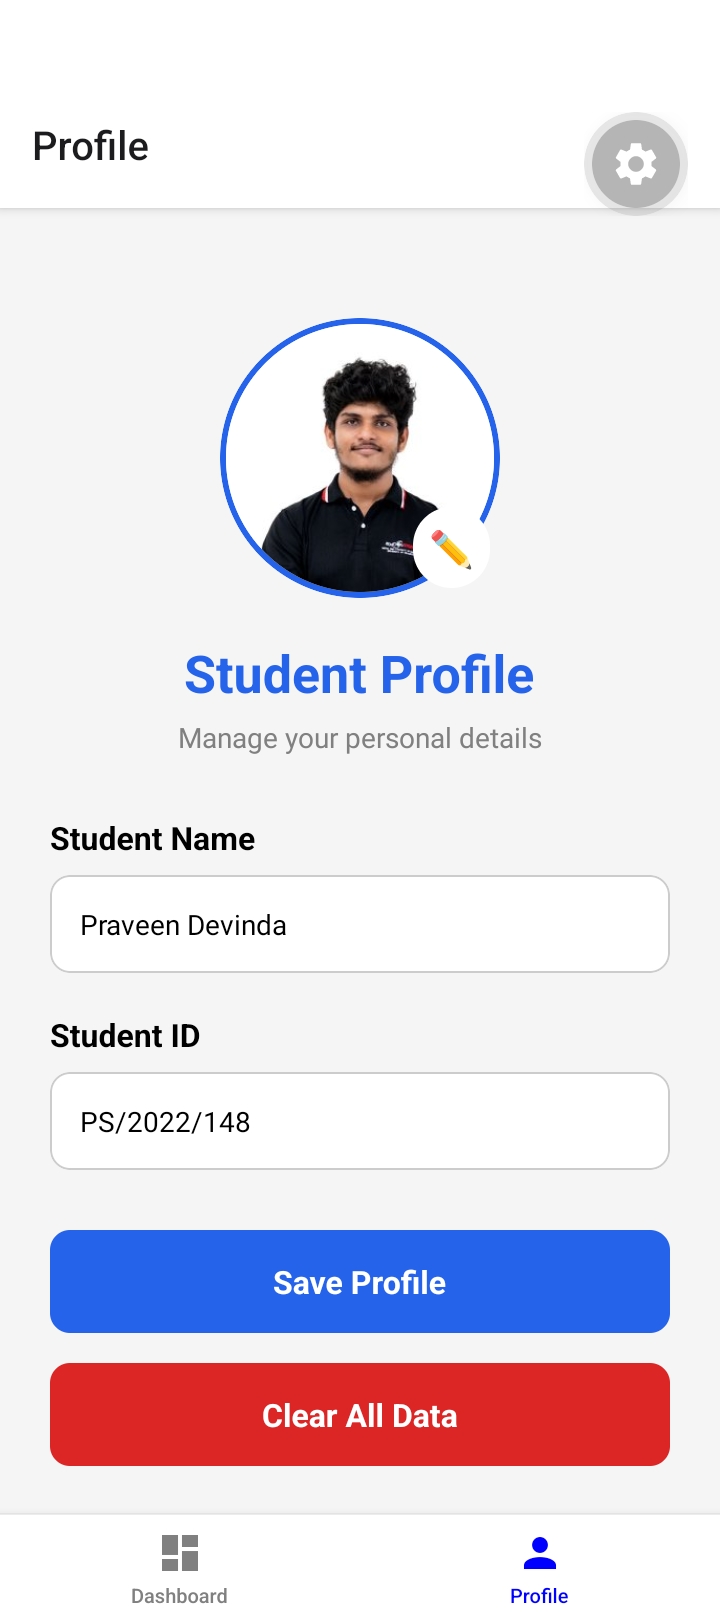 Profile
Student Profile
Manage your personal details
Student Name
Praveen Devinda
Student ID
PS/2022/148
Save Profile
Clear All Data
Dashboard
Profile